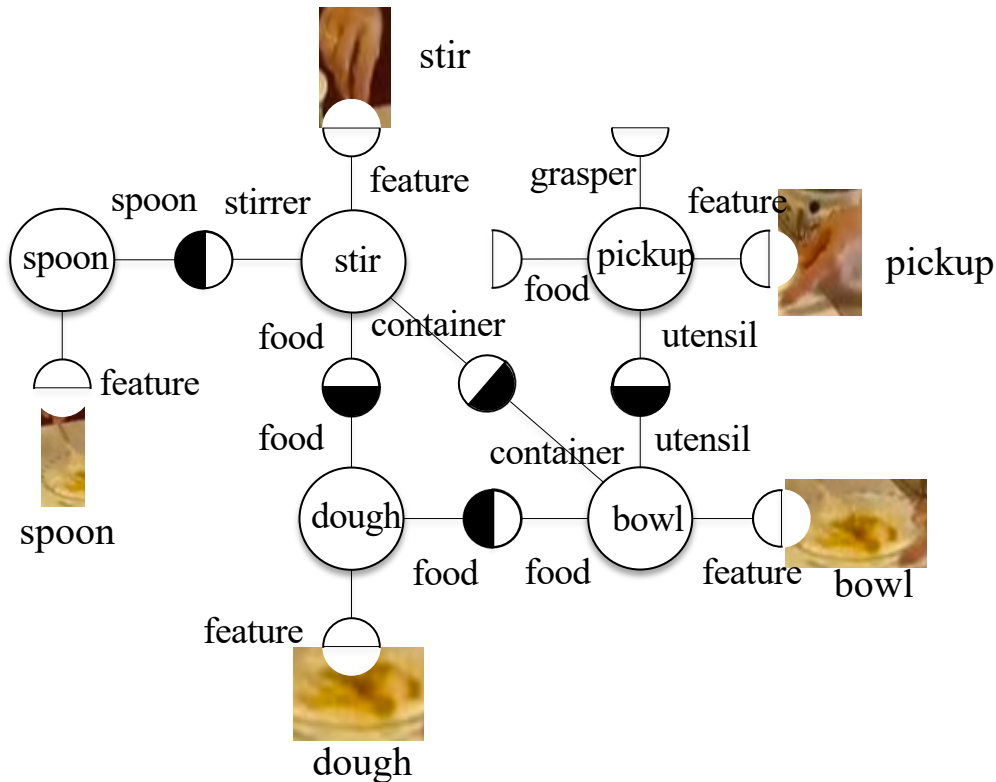 stir
feature
grasper
feature
spoon
stirrer
spoon
stir
pickup
pickup
food
utensil
food
container
feature
food
container
utensil
spoon
dough
bowl
food
food
feature
bowl
feature
dough